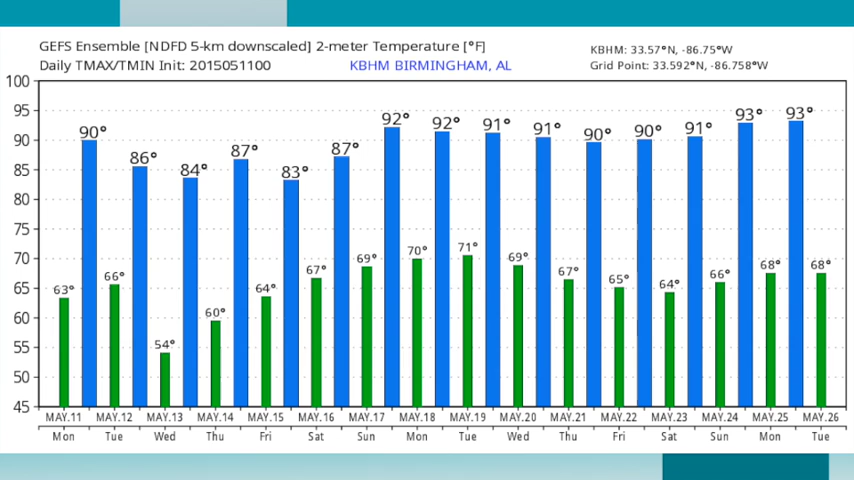 GEFS Ensemble [NDFD 5-km downscaled] 2-meter Temperature [°F]
KBHM: 33.57°N, -86.75°W
Daily TMAX/TMIN Init: 2015051100 KBHM BIRMINGHAM, AL
Grid Point: 33.592°N, -86.758°W
100
95
90
85
80
75
70
65
60
55
50
45
90° 86° 84° 87° 83° 87° 92° 92° 91° 91° 90° 90° 91° 93° 93°
63° 66° 54° 60° 64° 67° 69° 70° 71° 69° 67° 65° 64° 66° 68° 68°
MAY.11 MAY.12 MAY.13 MAY.14 MAY.15 MAY.16 MAY.17 MAY.18 MAY.19 MAY.20 MAY.21 MAY.22 MAY.23 MAY.24 MAY.25 MAY.26
Mon Tue Wed Thu Fri Sat Sun Mon Tue Wed Thu Fri Sat Sun Mon Tue